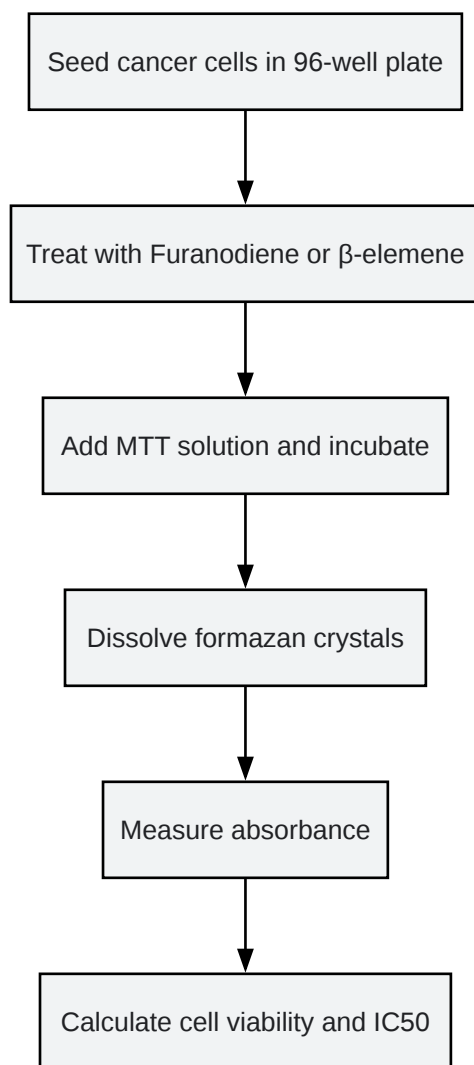 Seed cancer cells in 96-well plate
Treat with Furanodiene or β-elemene
Add MTT solution and incubate
Dissolve formazan crystals
Measure absorbance
Calculate cell viability and IC50